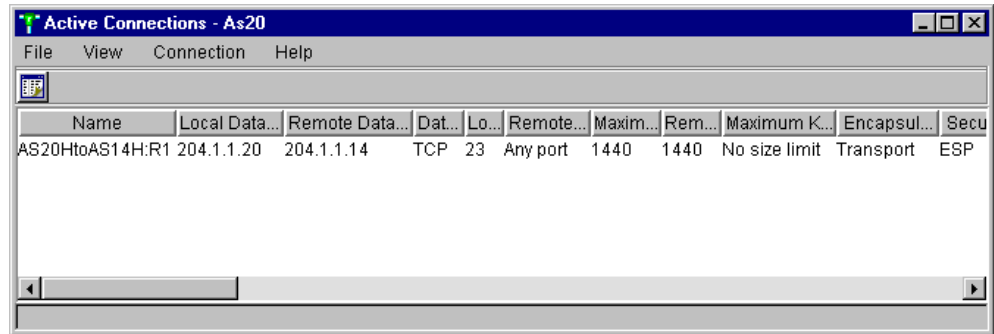 Active Connections - As20
File View Connection Help
Name Local Data... Remote Data... Dat... Lo... Remote... Maxim... Rem... Maximum K... Encapsul... Secu
AS20HtoAS14H:R1 204.1.1.20 204.1.1.14 TCP 23 Any port 1440 1440 No size limit Transport ESP